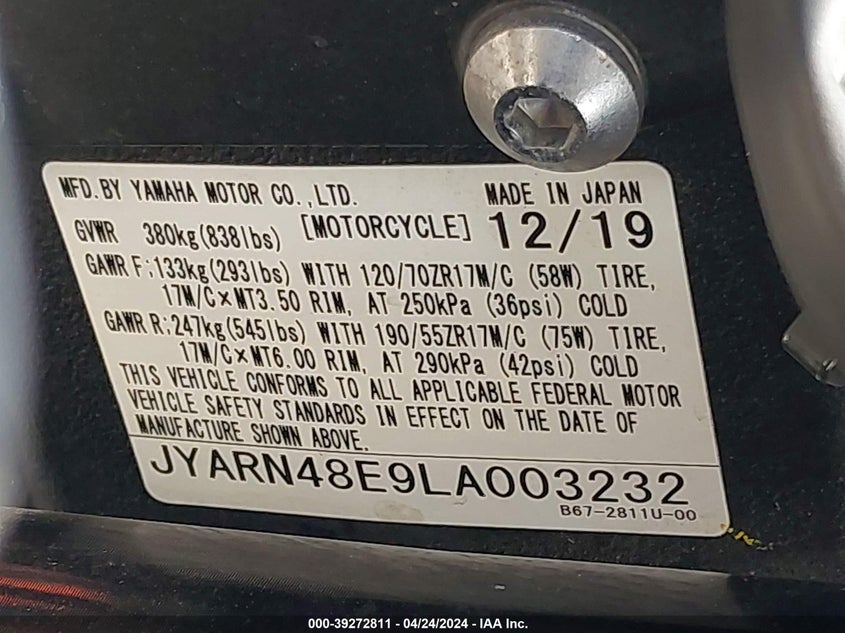 MFD. BY YAMAHA MOTOR CO., LTD. MADE IN JAPAN
GVWR 380kg(838lbs) [MOTORCYCLE] 12/19
GAWR F:133kg(293lbs) WITH 120/70ZR17M/C (58W) TIRE,
17M/C×MT3.50 RIM, AT 250kPa (36psi) COLD
GAWR R:247kg(545lbs) WITH 190/55ZR17M/C (75W) TIRE,
17M/C×MT6.00 RIM, AT 290kPa (42psi) COLD
THIS VEHICLE CONFORMS TO ALL APPLICABLE FEDERAL MOTOR
VEHICLE SAFETY STANDARDS IN EFFECT ON THE DATE OF
MANUFACTURE SHOWN ABOVE.
JYARN48E9LA003232
B67-2811U-00
000-39272811 - 04/24/2024 - IAA Inc.